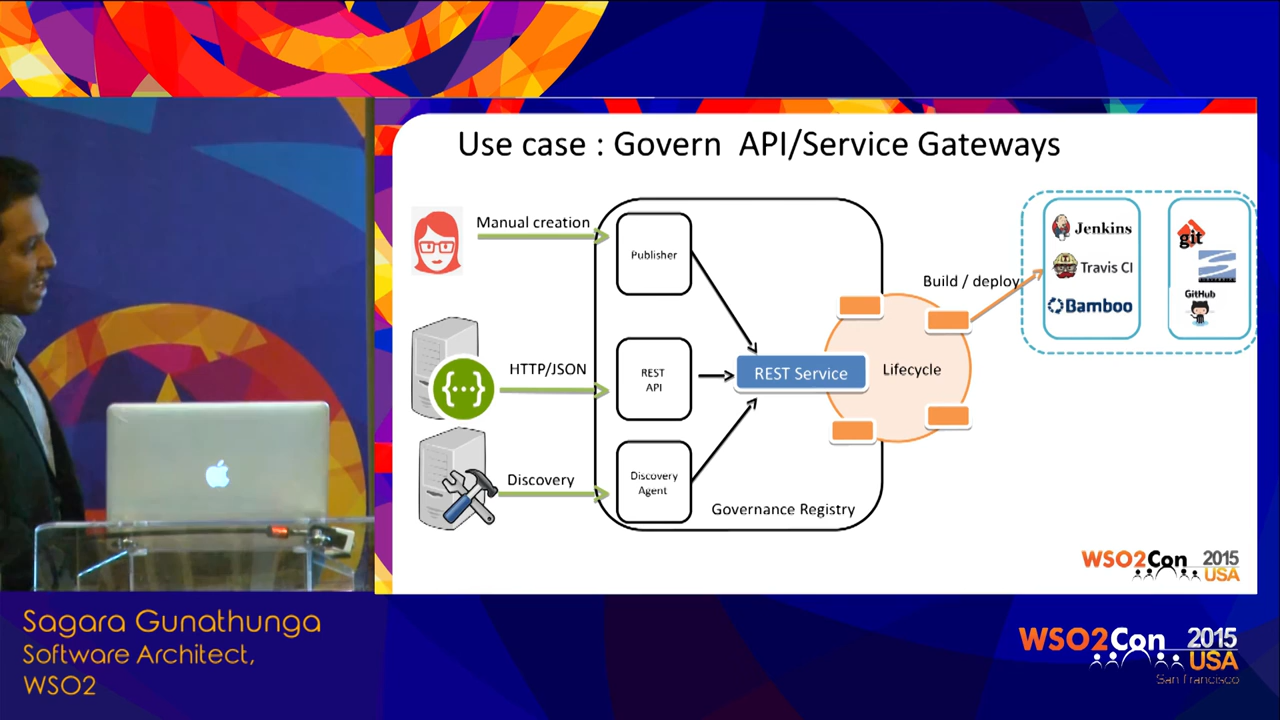 Use case : Govern API/Service Gateways
Manual creation
Publisher
HTTP/JSON
REST
API
Discovery
Discovery
Agent
REST Service
Lifecycle
Governance Registry
Build / deploy
Jenkins
Travis CI
Bamboo
git
GitHub
WSO2Con 2015
USA
Sagara Gunathunga
Software Architect,
WSO2
WSO2Con 2015
USA
San Francisco